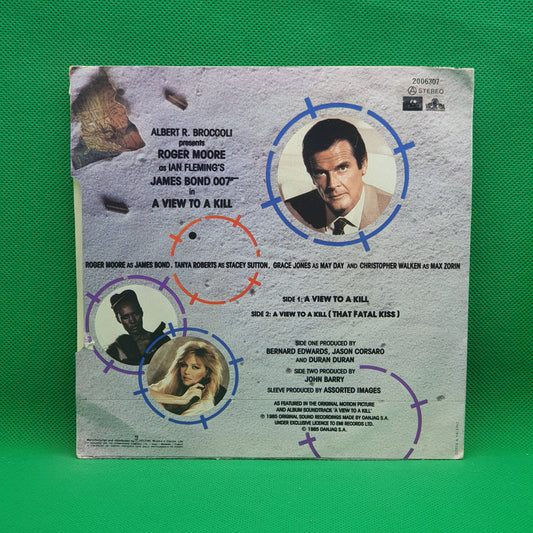 2006307
A STEREO
ALBERT R. BROCCOLI
presents
ROGER MOORE
as IAN FLEMING'S
JAMES BOND 007
in
A VIEW TO A KILL
ROGER MOORE AS JAMES BOND, TANYA ROBERTS AS STACEY SUTTON, GRACE JONES AS MAY DAY AND CHRISTOPHER WALKEN AS MAX ZORIN
SIDE 1: A VIEW TO A KILL
SIDE 2: A VIEW TO A KILL (THAT FATAL KISS)
SIDE ONE PRODUCED BY
BERNARD EDWARDS, JASON CORSARO
AND DURAN DURAN
SIDE TWO PRODUCED BY
JOHN BARRY
SLEEVE PRODUCED BY ASSORTED IMAGES
AS FEATURED IN THE ORIGINAL MOTION PICTURE
AND ALBUM SOUNDTRACK 'A VIEW TO A KILL'
℗ 1985 ORIGINAL SOUND RECORDINGS MADE BY DANJAQ S.A.
UNDER EXCLUSIVE LICENCE TO EMI RECORDS LTD.
© 1985 DANJAQ S.A.